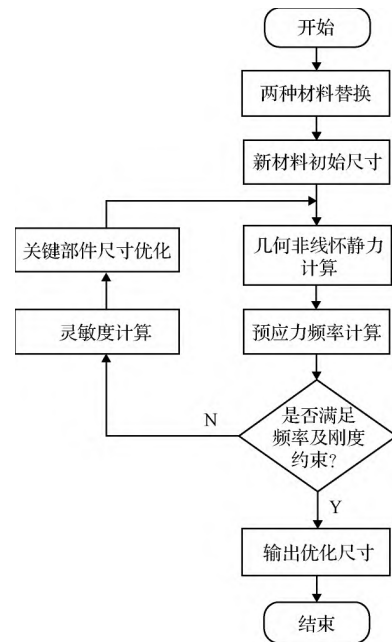 开始
两种材料替换
新材料初始尺寸
几何非线怀静力
计算
预应力频率计算
是否满足
频率及刚度
约束?
N
灵敏度计算
关键部件尺寸优化
Y
输出优化尺寸
结束